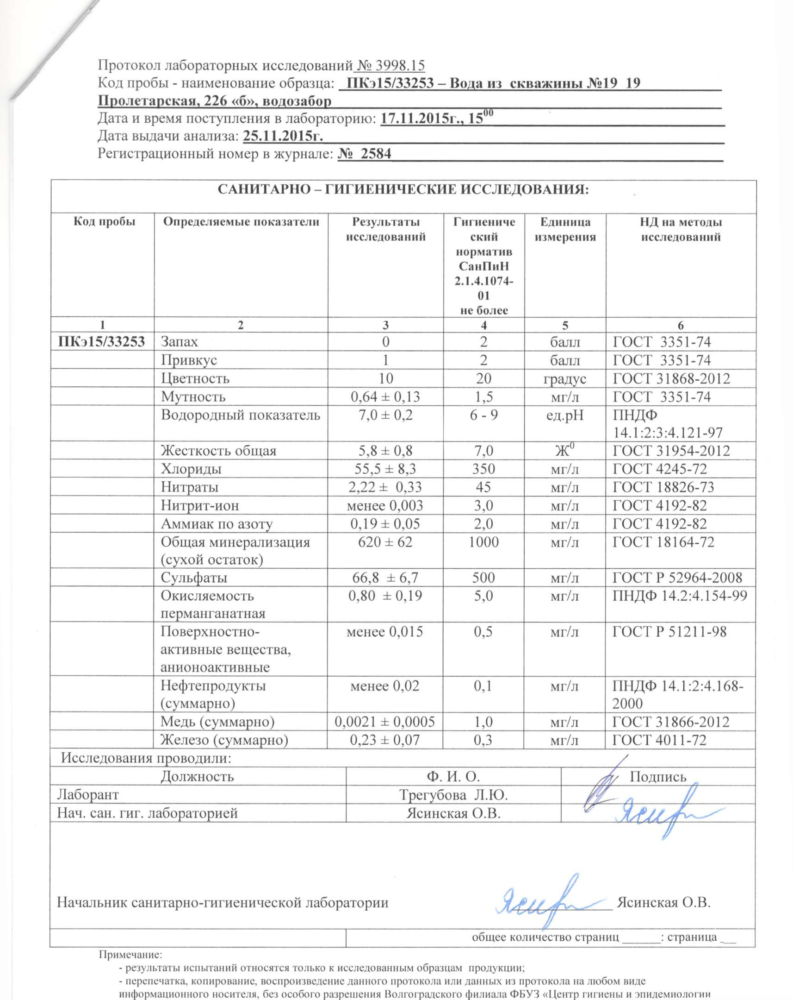 Протокол лабораторных исследований № 3998.15
Код пробы - наименование образца: ПКэ15/33253 – Вода из скважины №19 19
Пролетарская, 226 «б», водозабор
Дата и время поступления в лабораторию: 17.11.2015г., 15⁰⁰
Дата выдачи анализа: 25.11.2015г.
Регистрационный номер в журнале: № 2584
САНИТАРНО – ГИГИЕНИЧЕСКИЕ ИССЛЕДОВАНИЯ:
Код пробы Определяемые показатели Результаты Гигиениче Единица НД на методы
исследований ский измерения исследований
норматив
СанПиН
2.1.4.1074-
01
не более
1 2 3 4 5 6
ПКэ15/33253 Запах 0 2 балл ГОСТ 3351-74
Привкус 1 2 балл ГОСТ 3351-74
Цветность 10 20 градус ГОСТ 31868-2012
Мутность 0,64 ± 0,13 1,5 мг/л ГОСТ 3351-74
Водородный показатель 7,0 ± 0,2 6 - 9 ед.рН ПНДФ
14.1:2:3:4.121-97
Жесткость общая 5,8 ± 0,8 7,0 Ж⁰ ГОСТ 31954-2012
Хлориды 55,5 ± 8,3 350 мг/л ГОСТ 4245-72
Нитраты 2,22 ± 0,33 45 мг/л ГОСТ 18826-73
Нитрит-ион менее 0,003 3,0 мг/л ГОСТ 4192-82
Аммиак по азоту 0,19 ± 0,05 2,0 мг/л ГОСТ 4192-82
Общая минерализация 620 ± 62 1000 мг/л ГОСТ 18164-72
(сухой остаток)
Сульфаты 66,8 ± 6,7 500 мг/л ГОСТ Р 52964-2008
Окисляемость 0,80 ± 0,19 5,0 мг/л ПНДФ 14.2:4.154-99
перманганатная
Поверхностно- менее 0,015 0,5 мг/л ГОСТ Р 51211-98
активные вещества,
анионоактивные
Нефтепродукты менее 0,02 0,1 мг/л ПНДФ 14.1:2:4.168-
(суммарно) 2000
Медь (суммарно) 0,0021 ± 0,0005 1,0 мг/л ГОСТ 31866-2012
Железо (суммарно) 0,23 ± 0,07 0,3 мг/л ГОСТ 4011-72
Исследования проводили:
Должность Ф. И. О. Подпись
Лаборант Трегубова Л.Ю.
Нач. сан. гиг. лабораторией Ясинская О.В.
Начальник санитарно-гигиенической лаборатории Ясинская О.В.
общее количество страниц ______: страница __
Примечание:
- результаты испытаний относятся только к исследованным образцам продукции;
- перепечатка, копирование, воспроизведение данного протокола или данных из протокола на любом виде
информационного носителя, без особого разрешения Волгоградского филиала ФБУЗ «Центр гигиены и эпидемиологии